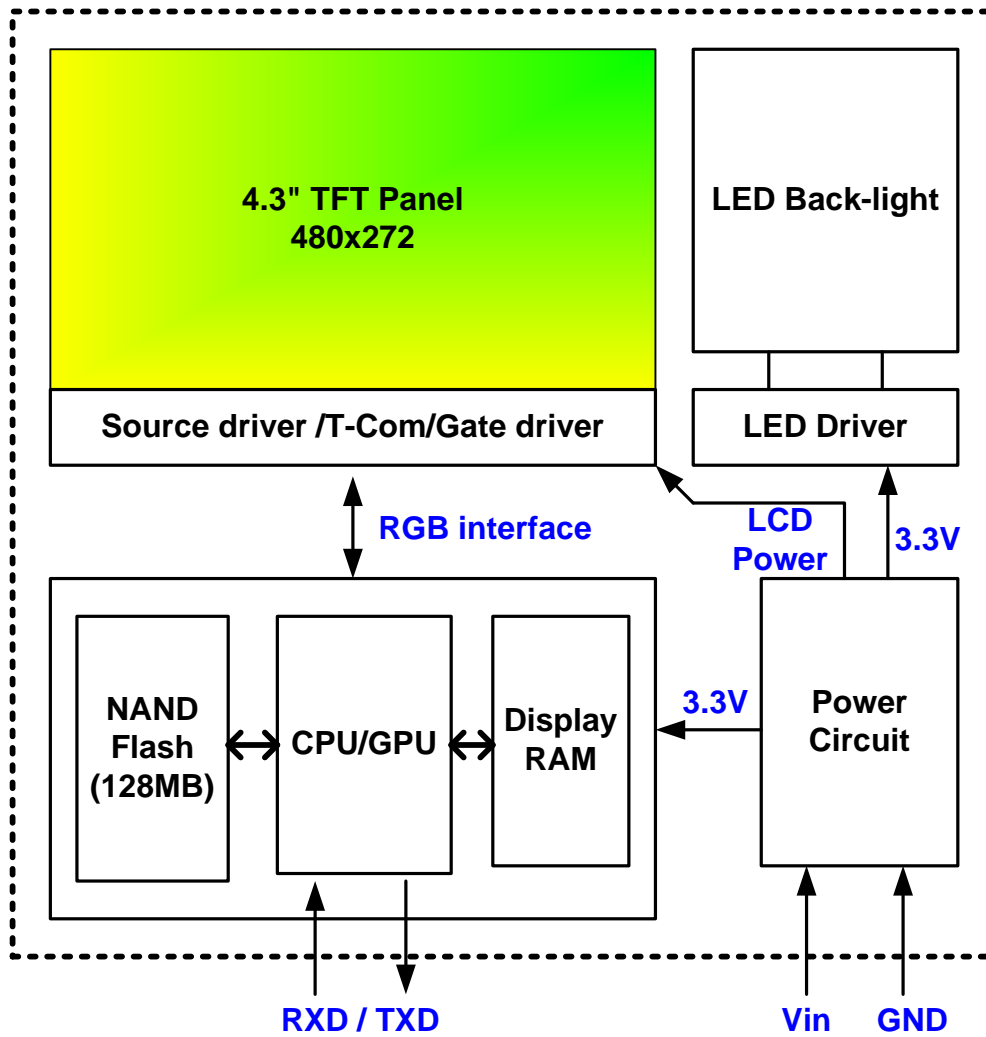 4.3" TFT Panel
480x272
LED Back-light
Source driver /T-Com/Gate driver
LED Driver
RGB interface
LCD
Power
3.3V
NAND
Flash
(128MB)
CPU/GPU
Display
RAM
3.3V
Power
Circuit
RXD / TXD
Vin
GND